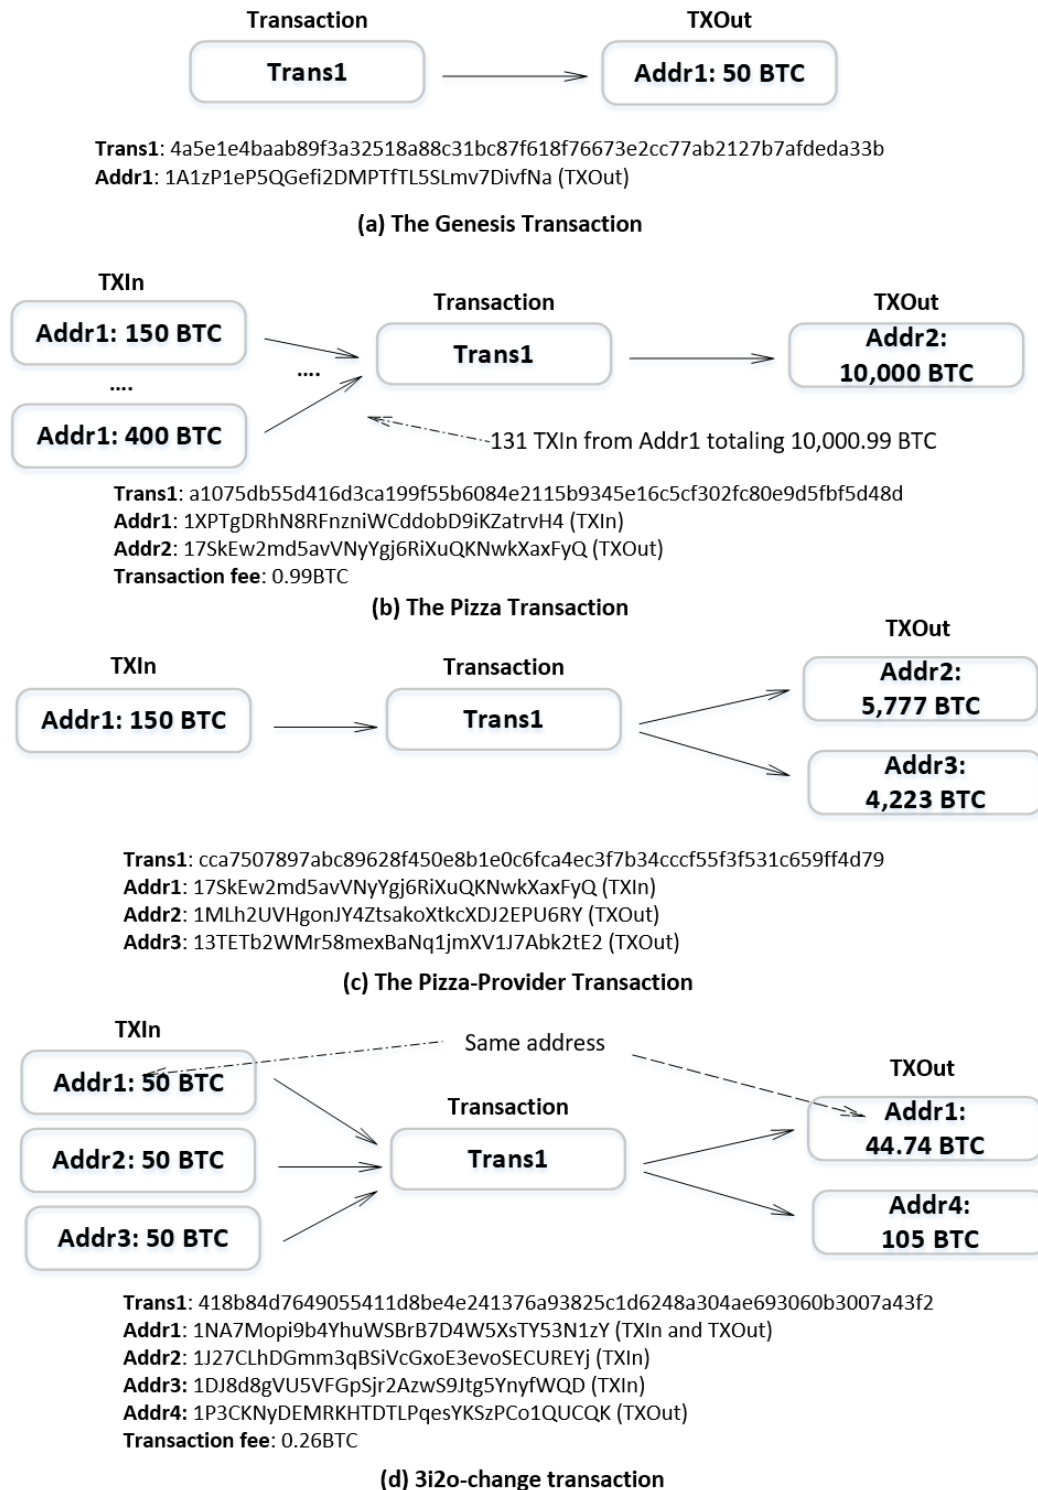 Transaction TXOut
Trans1 Addr1: 50 BTC
Trans1: 4a5e1e4baab89f3a32518a88c31bc87f618f76673e2cc77ab2127b7afdeda33b
Addr1: 1A1zP1eP5QGefi2DMPTfTL5SLmv7DivfNa (TXOut)
(a) The Genesis Transaction
TXIn
Transaction
TXOut
Addr1: 150 BTC
....
Addr1: 400 BTC
....
Trans1
Addr2:
10,000 BTC
131 TXIn from Addr1 totaling 10,000.99 BTC
Trans1: a1075db55d416d3ca199f55b6084e2115b9345e16c5cf302fc80e9d5fbf5d48d
Addr1: 1XPTgDRhN8RFnzniWCddobD9iKZatrvH4 (TXIn)
Addr2: 17SkEw2md5avVNyYgj6RiXuQKNwkXaxFyQ (TXOut)
Transaction fee: 0.99BTC
(b) The Pizza Transaction
TXIn
Transaction
TXOut
Addr1: 150 BTC
Trans1
Addr2:
5,777 BTC
Addr3:
4,223 BTC
Trans1: cca7507897abc89628f450e8b1e0c6fca4ec3f7b34cccf55f3f531c659ff4d79
Addr1: 17SkEw2md5avVNyYgj6RiXuQKNwkXaxFyQ (TXIn)
Addr2: 1MLh2UVHgonJY4ZtsakoXtkcXDJ2EPU6RY (TXOut)
Addr3: 13TETb2WMr58mexBaNq1jmXV1J7Abk2tE2 (TXOut)
(c) The Pizza-Provider Transaction
TXIn
Same address
TXOut
Addr1: 50 BTC
Addr2: 50 BTC
Addr3: 50 BTC
Transaction
Trans1
Addr1:
44.74 BTC
Addr4:
105 BTC
Trans1: 418b84d7649055411d8be4e241376a93825c1d6248a304ae693060b3007a43f2
Addr1: 1NA7Mopi9b4YhuWSBrB7D4W5XsTY53N1zY (TXIn and TXOut)
Addr2: 1J27CLhDGmm3qBSiVcGxoE3evoSECUREYj (TXIn)
Addr3: 1DJ8d8gVU5VFGpSjr2AzwS9Jtg5YnyfWQD (TXIn)
Addr4: 1P3CKNyDEMRKHTDTLPqesYKSzPCo1QUCQK (TXOut)
Transaction fee: 0.26BTC
(d) 3i2o-change transaction